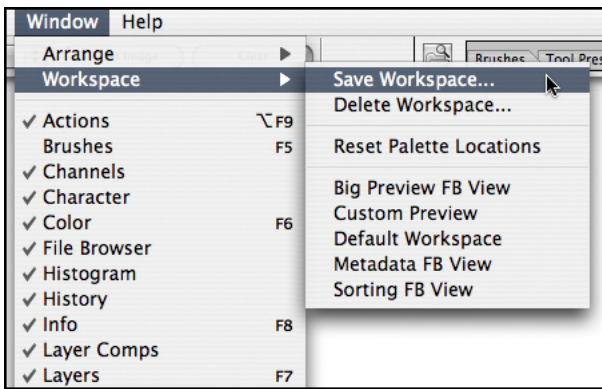 Window Help
Arrange
Workspace
✓ Actions ⌥F9
Brushes F5
✓ Channels
✓ Character
✓ Color F6
✓ File Browser
✓ Histogram
✓ History
✓ Info F8
✓ Layer Comps
✓ Layers F7
Brushes Tool Pres
Save Workspace...
Delete Workspace...
Reset Palette Locations
Big Preview FB View
Custom Preview
Default Workspace
Metadata FB View
Sorting FB View